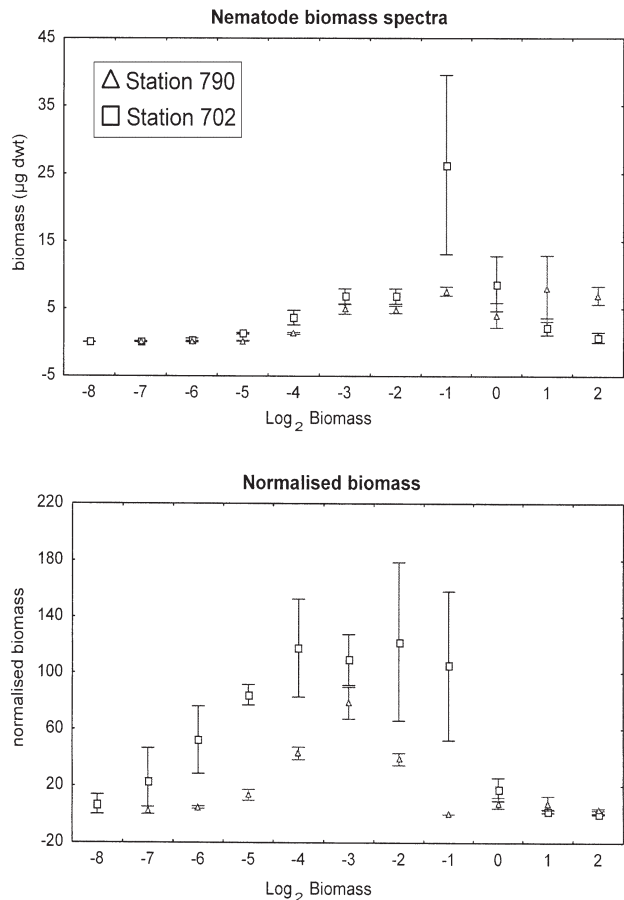 Nematode biomass spectra
45
35
25
15
5
-5
biomass (µg dwt)
△ Station 790
□ Station 702
-8 -7 -6 -5 -4 -3 -2 -1 0 1 2
Log₂ Biomass
Normalised biomass
220
180
140
100
60
20
-20
normalised biomass
-8 -7 -6 -5 -4 -3 -2 -1 0 1 2
Log₂ Biomass